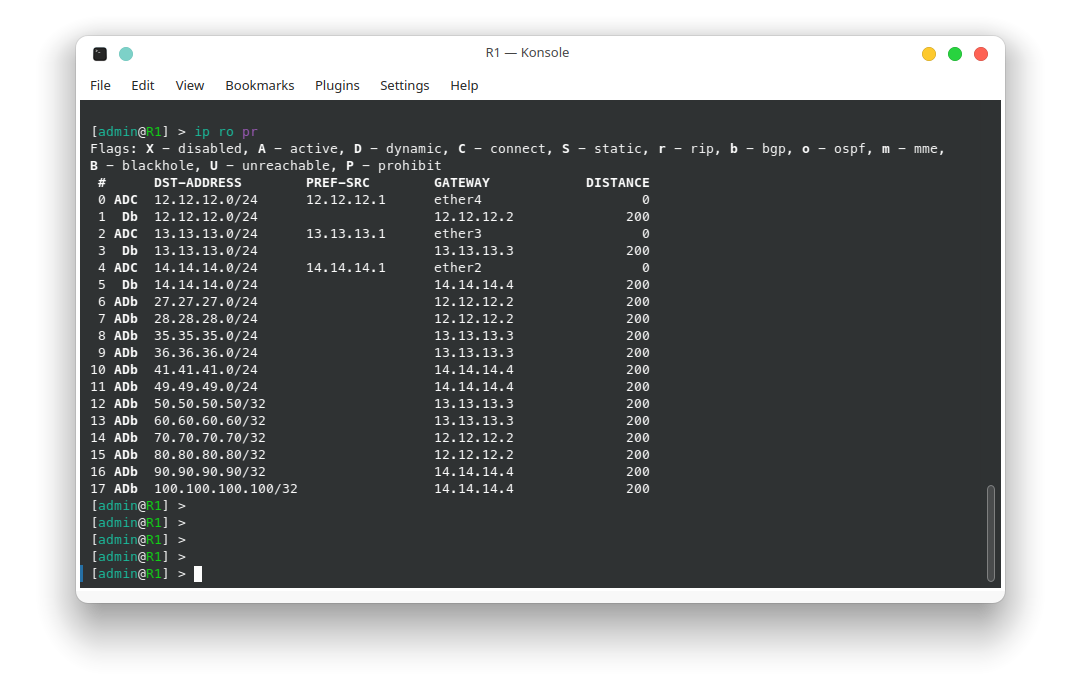 R1 — Konsole
File Edit View Bookmarks Plugins Settings Help
[admin@R1] > ip ro pr
Flags: X - disabled, A - active, D - dynamic, C - connect, S - static, r - rip, b - bgp, o - ospf, m - mme,
B - blackhole, U - unreachable, P - prohibit
 #      DST-ADDRESS        PREF-SRC        GATEWAY            DISTANCE
 0 ADC  12.12.12.0/24      12.12.12.1      ether4                    0
 1  Db  12.12.12.0/24                      12.12.12.2              200
 2 ADC  13.13.13.0/24      13.13.13.1      ether3                    0
 3  Db  13.13.13.0/24                      13.13.13.3              200
 4 ADC  14.14.14.0/24      14.14.14.1      ether2                    0
 5  Db  14.14.14.0/24                      14.14.14.4              200
 6 ADb  27.27.27.0/24                      12.12.12.2              200
 7 ADb  28.28.28.0/24                      12.12.12.2              200
 8 ADb  35.35.35.0/24                      13.13.13.3              200
 9 ADb  36.36.36.0/24                      13.13.13.3              200
10 ADb  41.41.41.0/24                      14.14.14.4              200
11 ADb  49.49.49.0/24                      14.14.14.4              200
12 ADb  50.50.50.50/32                     13.13.13.3              200
13 ADb  60.60.60.60/32                     13.13.13.3              200
14 ADb  70.70.70.70/32                     12.12.12.2              200
15 ADb  80.80.80.80/32                     12.12.12.2              200
16 ADb  90.90.90.90/32                     14.14.14.4              200
17 ADb  100.100.100.100/32                 14.14.14.4              200
[admin@R1] >
[admin@R1] >
[admin@R1] >
[admin@R1] >
[admin@R1] >